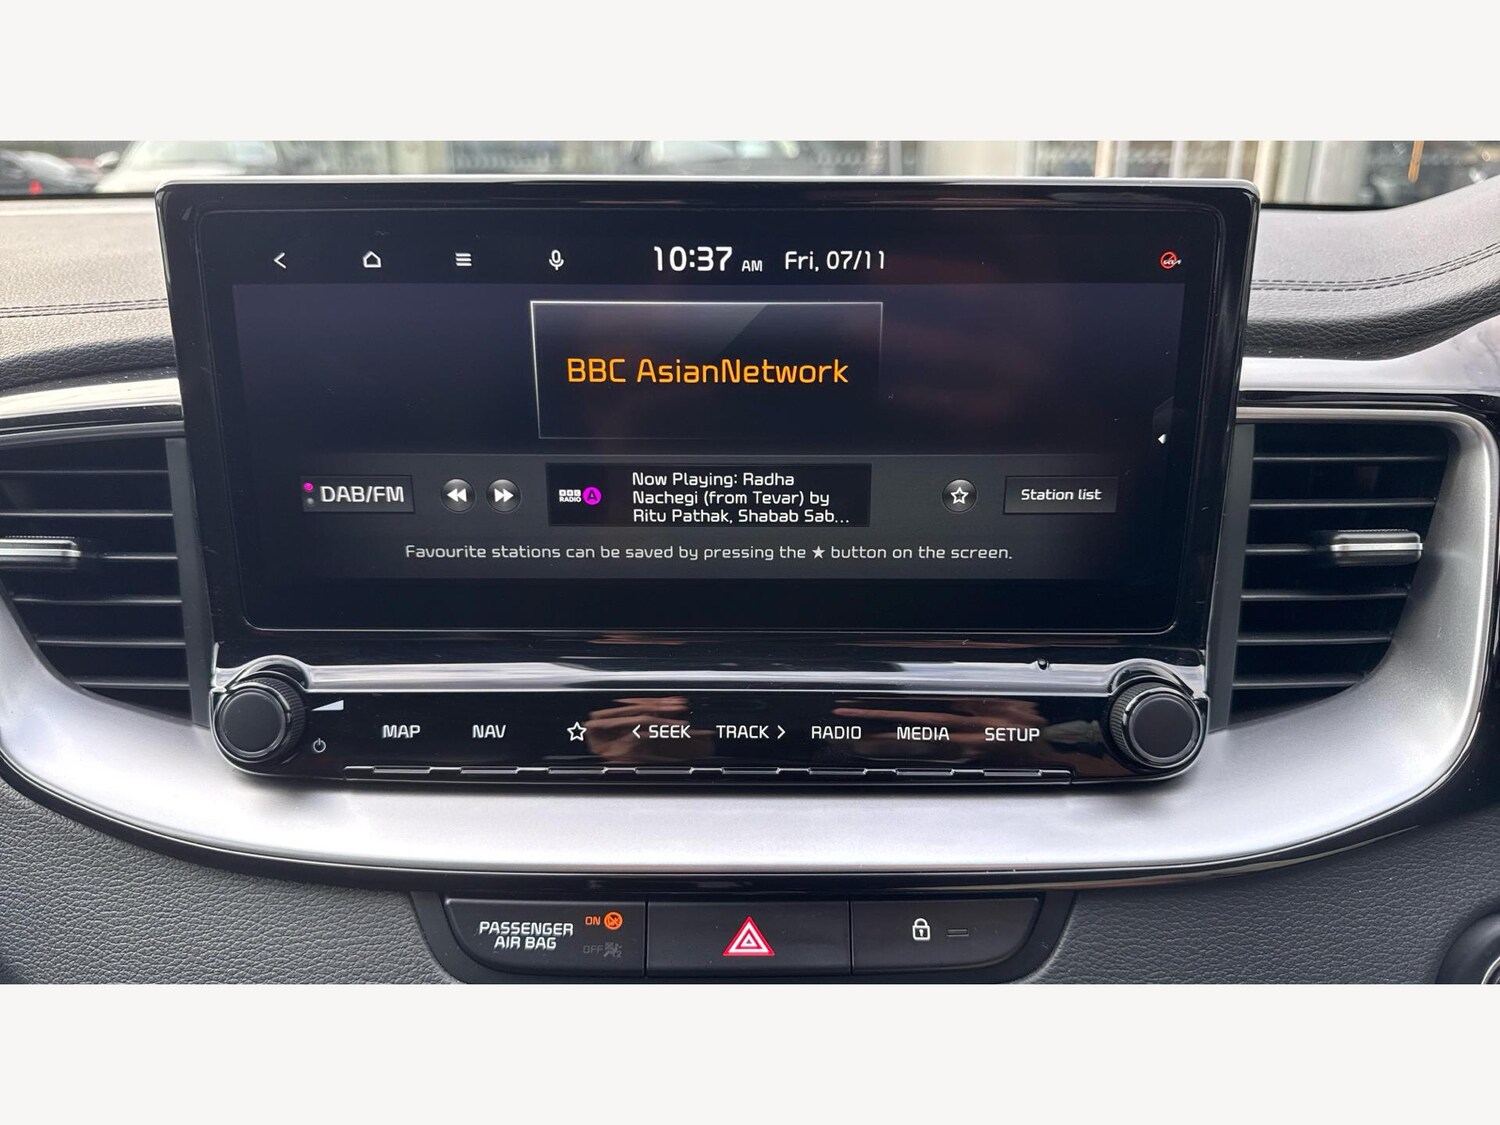 10:37 AM Fri, 07/11
BBC AsianNetwork
DAB/FM
BBC
RADIO A
Now Playing: Radha
Nachegi (from Tevar) by
Ritu Pathak, Shabab Sab...
Station list
Favourite stations can be saved by pressing the ★ button on the screen.
MAP NAV < SEEK TRACK > RADIO MEDIA SETUP
PASSENGER
AIR BAG
ON
OFF